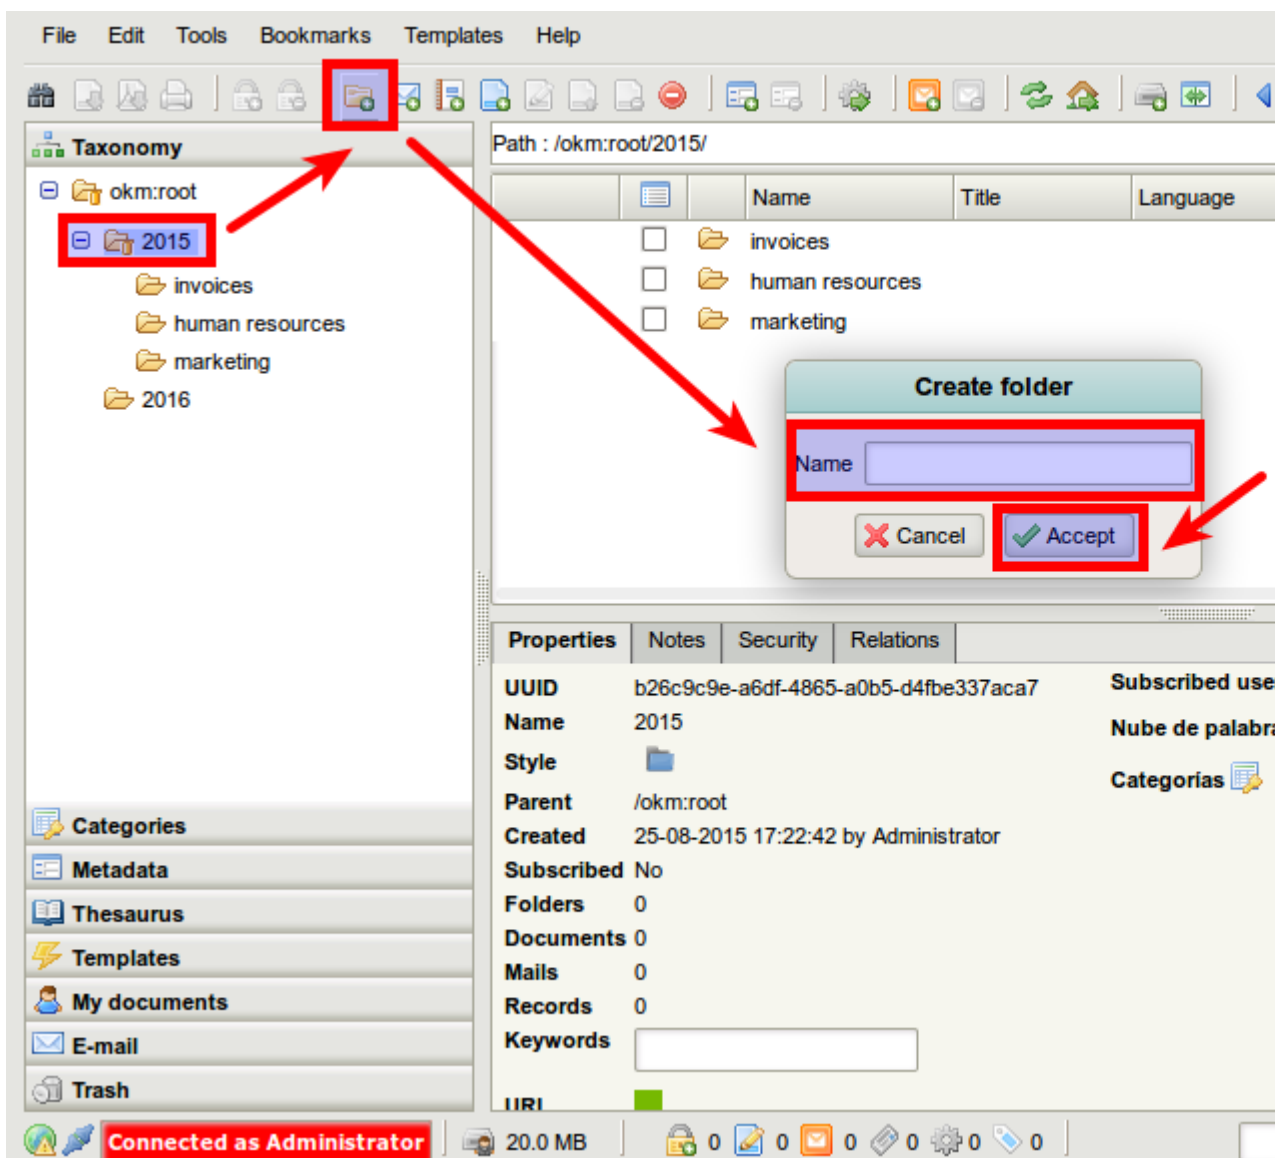 File Edit Tools Bookmarks Templates Help
Taxonomy
okm:root
2015
invoices
human resources
marketing
2016
Categories
Metadata
Thesaurus
Templates
My documents
E-mail
Trash
Path : /okm:root/2015/
Name Title Language
invoices
human resources
marketing
Create folder
Name
Cancel Accept
Properties Notes Security Relations
UUID b26c9c9e-a6df-4865-a0b5-d4fbe337aca7
Name 2015
Style
Parent /okm:root
Created 25-08-2015 17:22:42 by Administrator
Subscribed No
Folders 0
Documents 0
Mails 0
Records 0
Keywords
URL
Subscribed use
Nube de palabra
Categorías
Connected as Administrator 20.0 MB 0 0 0 0 0 0